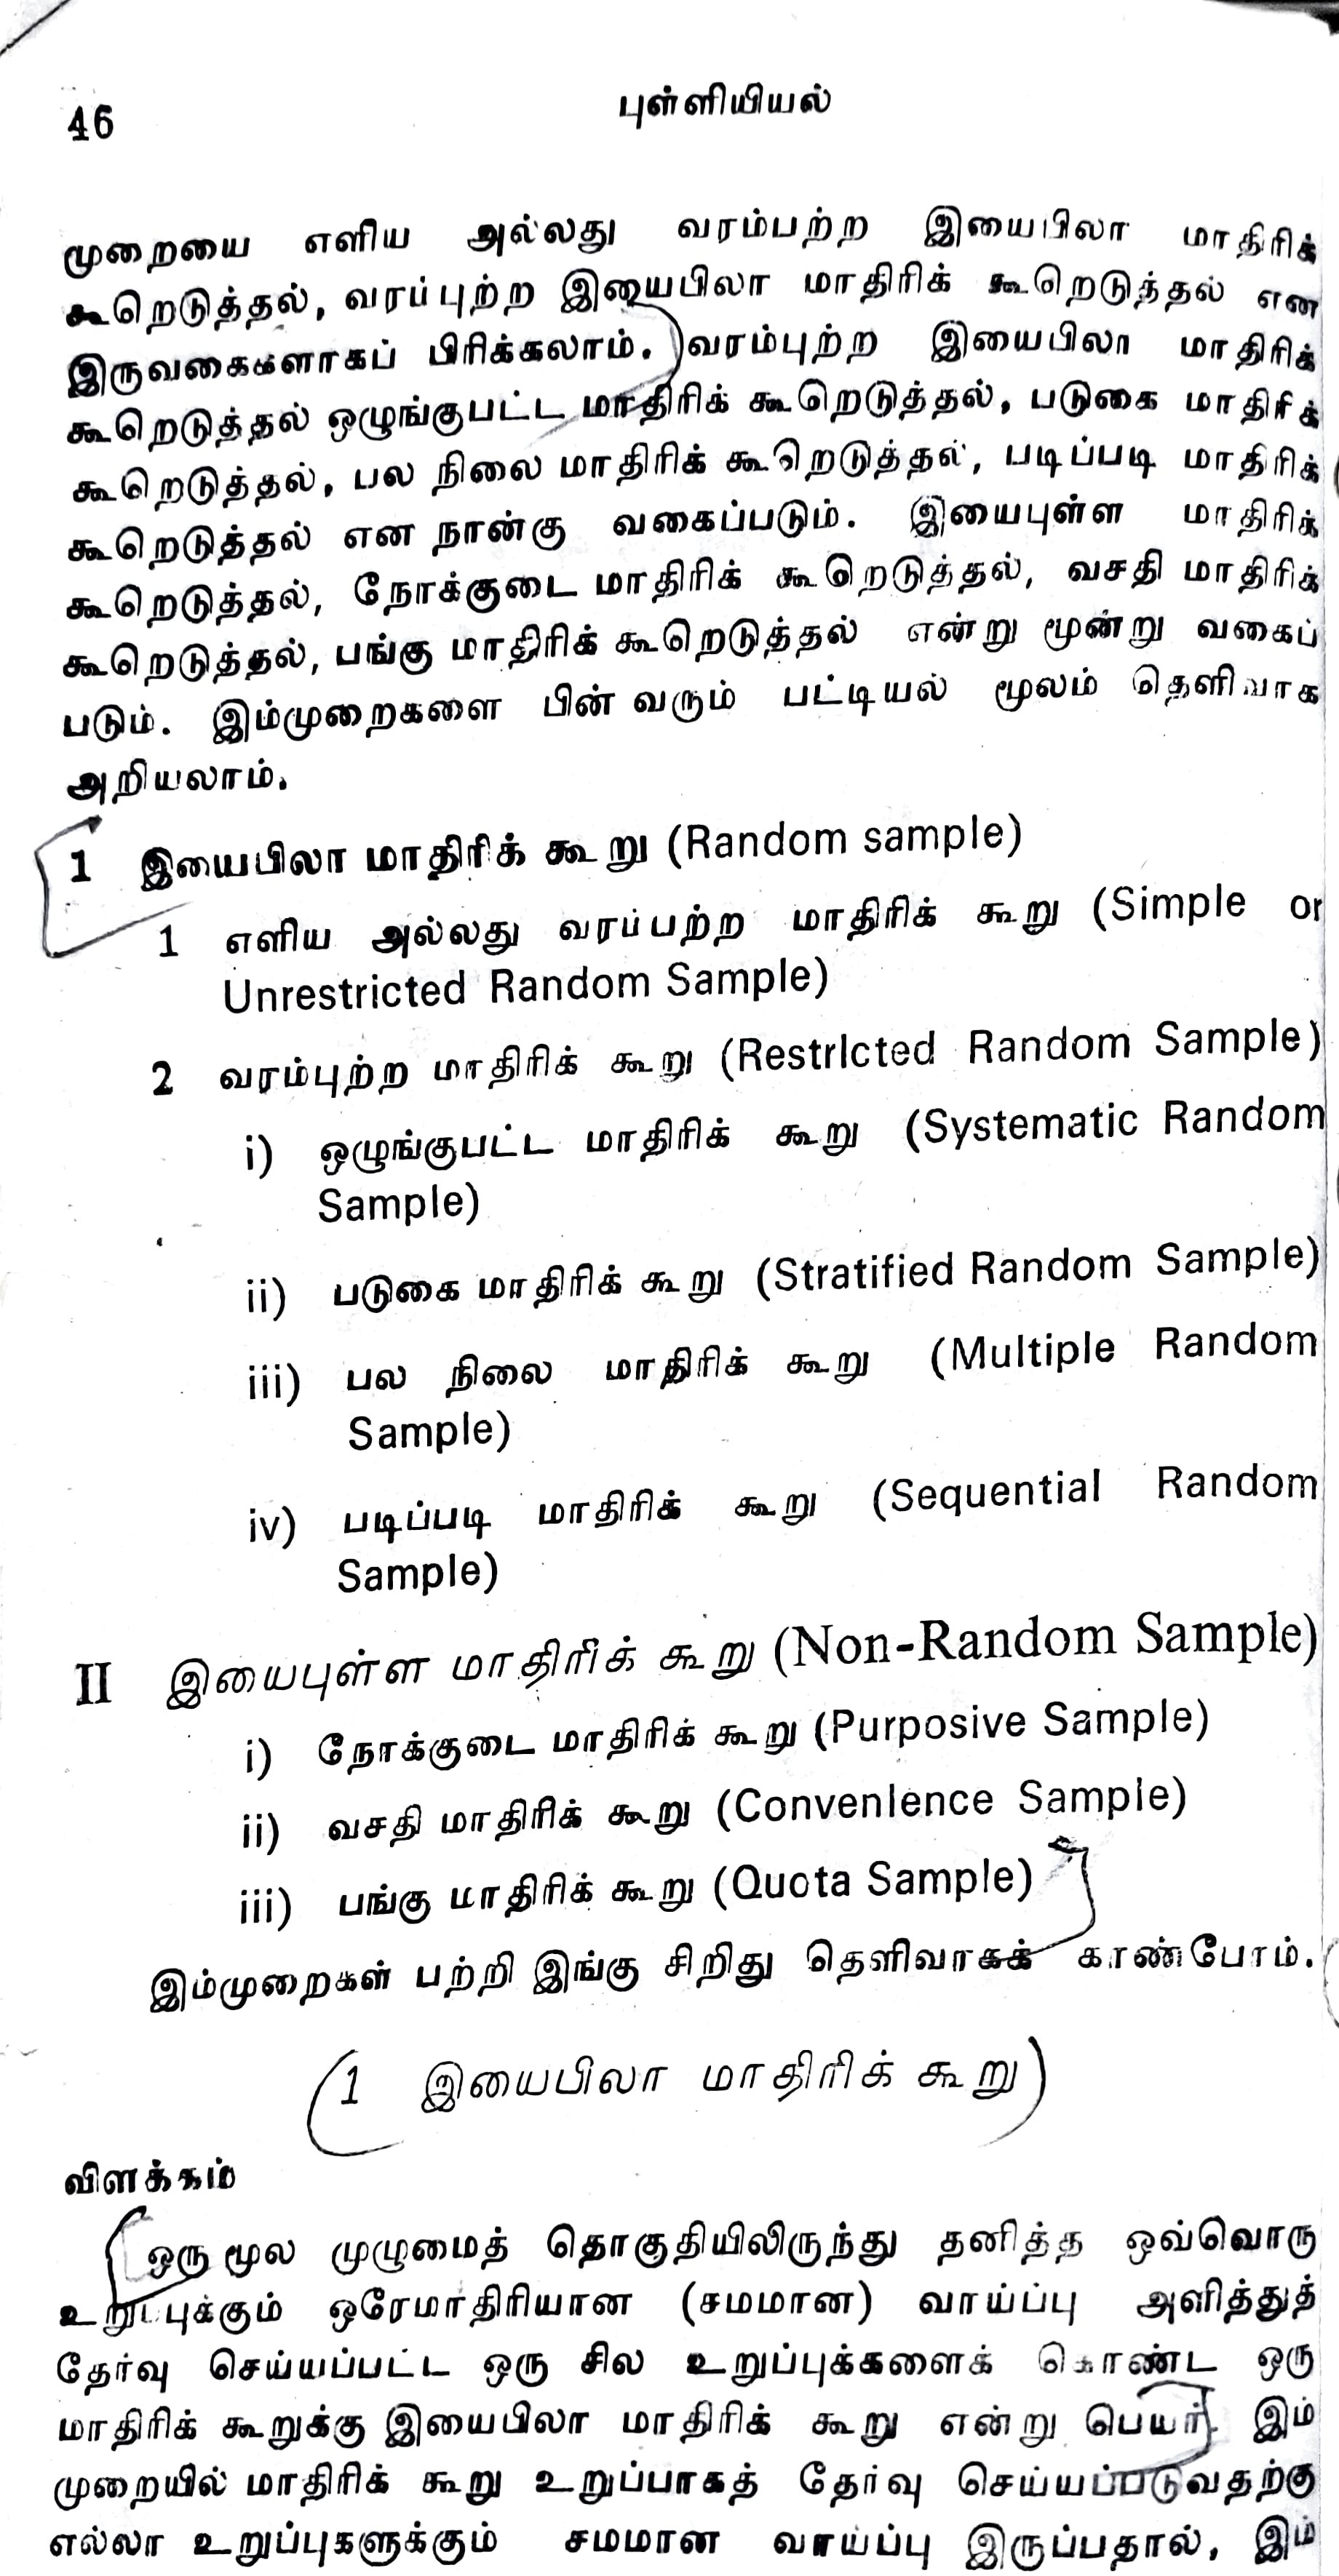 46
புள்ளியியல்
முறையை எளிய அல்லது வரம்பற்ற இயைபிலா மாதிரிக்
கூறெடுத்தல், வரப்புற்ற இயைபிலா மாதிரிக் கூறெடுத்தல் என
இருவகைகளாகப் பிரிக்கலாம். வரம்புற்ற இயைபிலா மாதிரிக்
கூறெடுத்தல் ஒழுங்குபட்ட மாதிரிக் கூறெடுத்தல், படுகை மாதிரிக்
கூறெடுத்தல், பல நிலை மாதிரிக் கூறெடுத்தல், படிப்படி மாதிரிக்
கூறெடுத்தல் என நான்கு வகைப்படும். இயைபுள்ள மாதிரிக்
கூறெடுத்தல், நோக்குடை மாதிரிக் கூறெடுத்தல், வசதி மாதிரிக்
கூறெடுத்தல், பங்கு மாதிரிக் கூறெடுத்தல் என்று மூன்று வகைப்
படும். இம்முறைகளை பின் வரும் பட்டியல் மூலம் தெளிவாக
அறியலாம்.
1 இயைபிலா மாதிரிக் கூறு (Random sample)
1 எளிய அல்லது வரப்பற்ற மாதிரிக் கூறு (Simple or
Unrestricted Random Sample)
2 வரம்புற்ற மாதிரிக் கூறு (Restrlcted Random Sample)
i) ஒழுங்குபட்ட மாதிரிக் கூறு (Systematic Random
Sample)
ii) படுகை மாதிரிக் கூறு (Stratified Random Sample)
iii) பல நிலை மாதிரிக் கூறு (Multiple Random
Sample)
iv) படிப்படி மாதிரிக் கூறு (Sequential Random
Sample)
II இயைபுள்ள மாதிரிக் கூறு (Non-Random Sample)
i) நோக்குடை மாதிரிக் கூறு (Purposive Sample)
ii) வசதி மாதிரிக் கூறு (Convenlence Sample)
iii) பங்கு மாதிரிக் கூறு (Quota Sample)
இம்முறைகள் பற்றி இங்கு சிறிது தெளிவாகக் காண்போம்.
1 இயைபிலா மாதிரிக் கூறு
விளக்கம்
ஒரு மூல முழுமைத் தொகுதியிலிருந்து தனித்த ஒவ்வொரு
உறுப்புக்கும் ஒரேமாதிரியான (சமமான) வாய்ப்பு அளித்துத்
தேர்வு செய்யப்பட்ட ஒரு சில உறுப்புக்களைக் கொண்ட ஒரு
மாதிரிக் கூறுக்கு இயைபிலா மாதிரிக் கூறு என்று பெயர். இம்
முறையில் மாதிரிக் கூறு உறுப்பாகத் தேர்வு செய்யப்படுவதற்கு
எல்லா உறுப்புகளுக்கும் சமமான வாய்ப்பு இருப்பதால், இம்